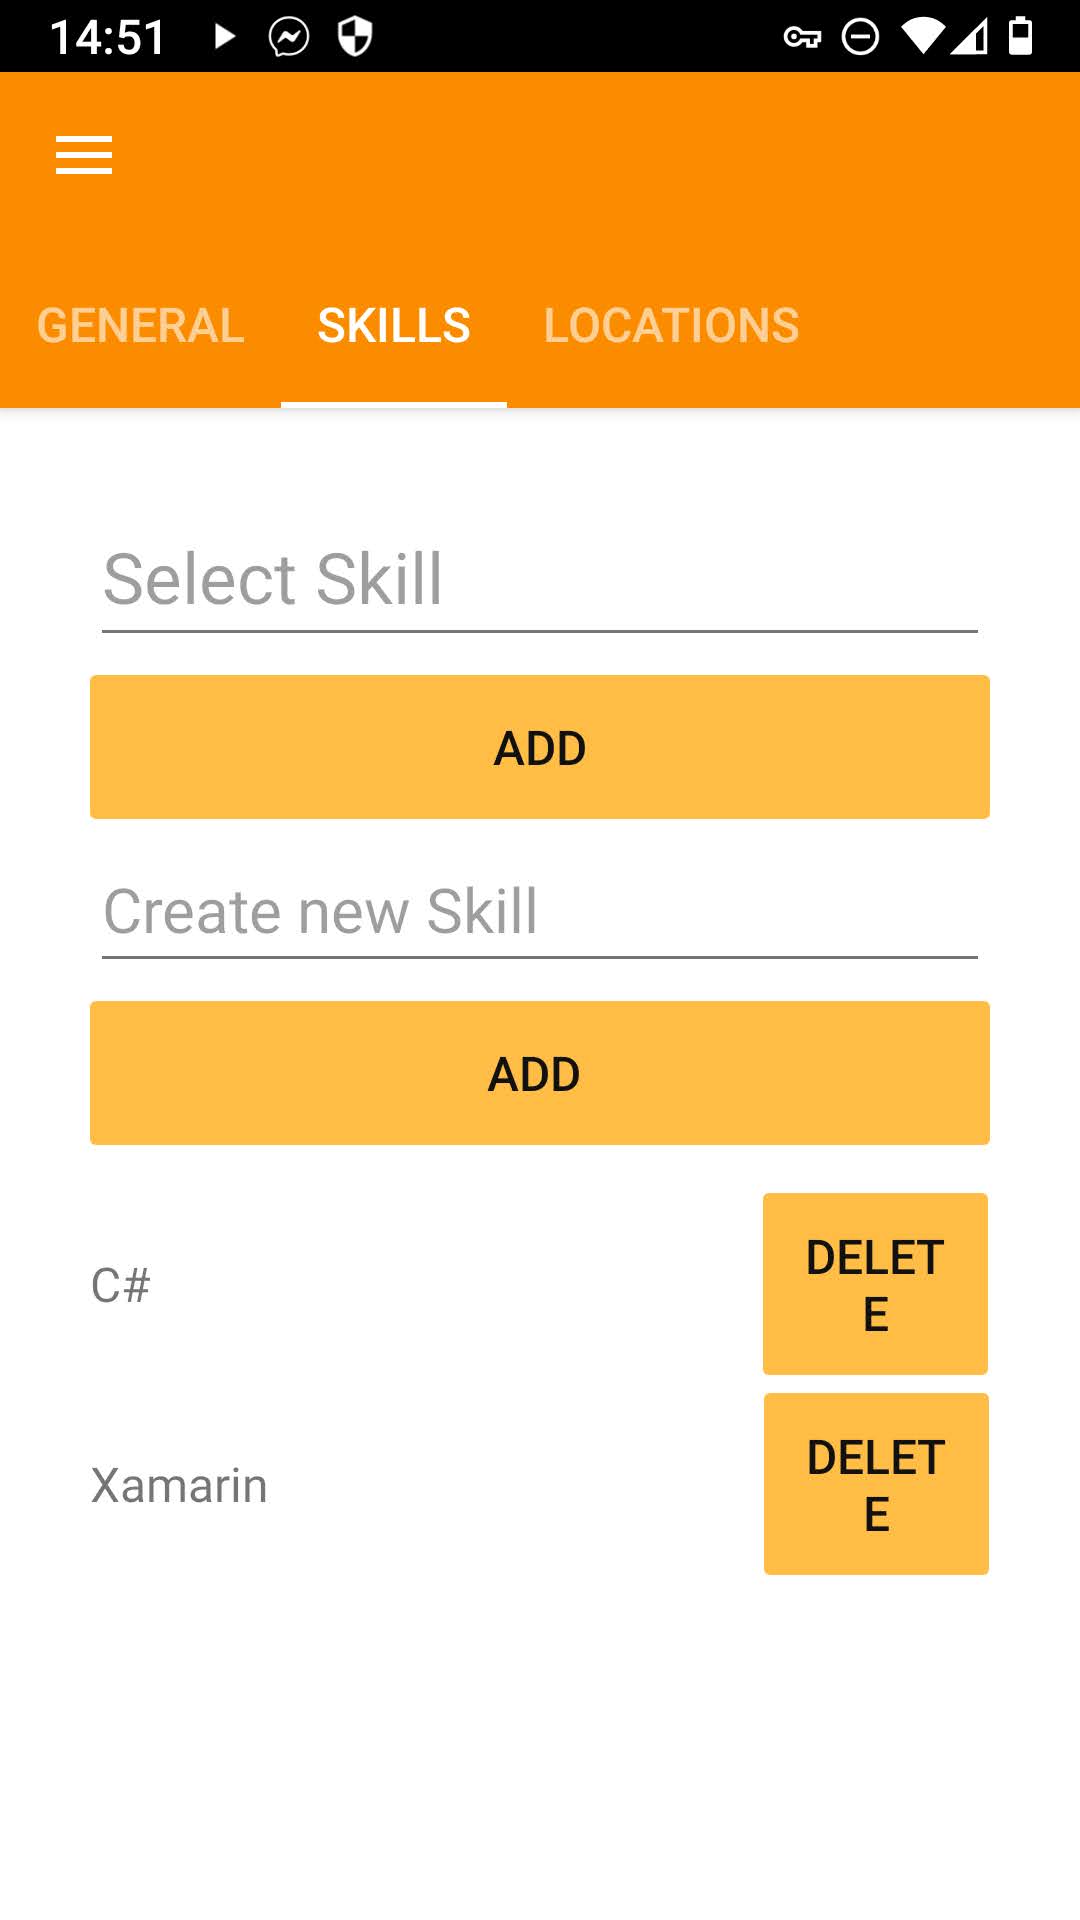 14:51
GENERAL SKILLS LOCATIONS
Select Skill
ADD
Create new Skill
ADD
C#
DELET
E
Xamarin
DELET
E